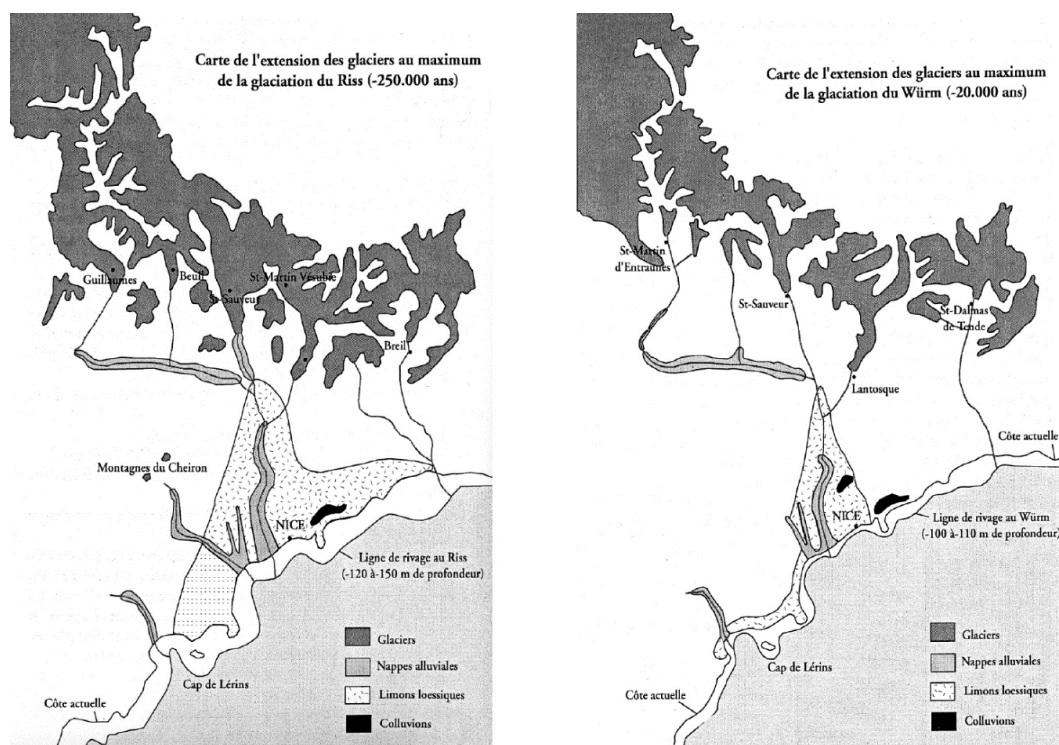 Carte de l'extension des glaciers au maximum
de la glaciation du Riss (-250.000 ans)
Guillaumes
Beuil
St-Sauveur
St-Martin Vésubie
Breil
Montagnes du Cheiron
NICE
Ligne de rivage au Riss
(-120 à-150 m de profondeur)
Cap de Lérins
Côte actuelle
Glaciers
Nappes alluviales
Limons loessiques
Colluvions
Carte de l'extension des glaciers au maximum
de la glaciation du Würm (-20.000 ans)
St-Martin
d'Entraunes
St-Sauveur
St-Dalmas
de Tende
Lantosque
Côte actuelle
NICE
Ligne de rivage au Würm
(-100 à-110 m de profondeur)
Cap de Lérins
Côte actuelle
Glaciers
Nappes alluviales
Limons loessiques
Colluvions